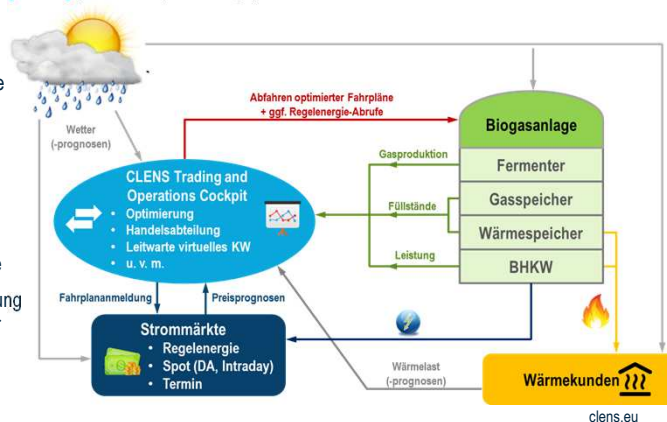 e
e
ung
Abfahren optimierter Fahrpläne
+ ggf. Regelenergie-Abrufe
Wetter
(-prognosen)
CLENS Trading and
Operations Cockpit
• Optimierung
• Handelsabteilung
• Leitwarte virtuelles KW
• u. v. m.
Gasproduktion
Füllstände
Leistung
Biogasanlage
Fermenter
Gasspeicher
Wärmespeicher
BHKW
Fahrplananmeldung
Preisprognosen
Strommärkte
• Regelenergie
• Spot (DA, Intraday)
• Termin
Wärmelast
(-prognosen)
Wärmekunden
clens.eu